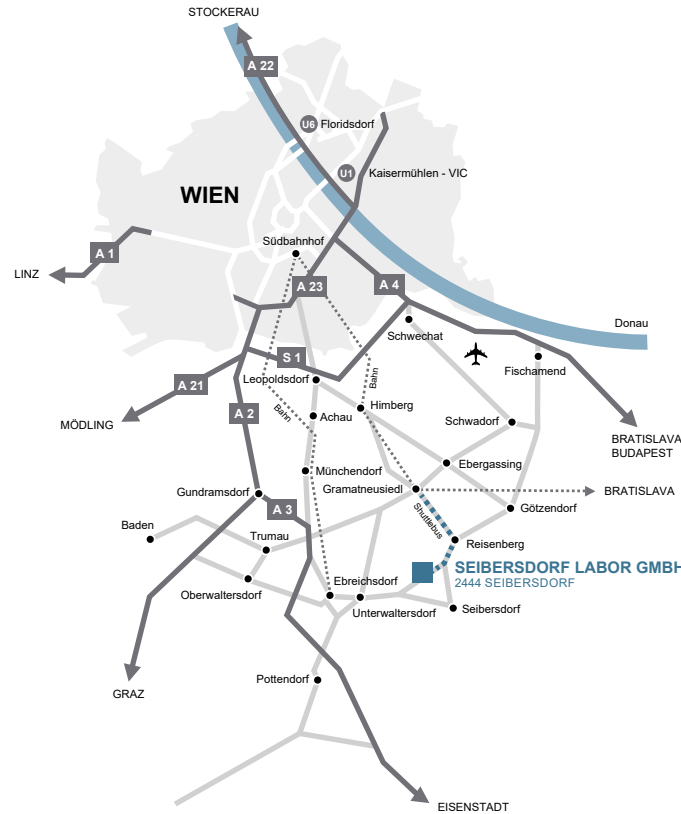 STOCKERAU
A 22
U6 Floridsdorf
U1 Kaisermühlen - VIC
WIEN
Südbahnhof
A 1
LINZ
A 23
A 4
Donau
Schwechat
S 1
Fischamend
Leopoldsdorf
Bahn
A 21
A 2
Bahn
Himberg
Achau
Schwadorf
MÖDLING
BRATISLAVA
BUDAPEST
Münchendorf
Ebergassing
Gramatneusiedl
BRATISLAVA
Gundramsdorf
A 3
Shuttlebus
Götzendorf
Baden
Trumau
Reisenberg
SEIBERSDORF LABOR GMBH
2444 SEIBERSDORF
Oberwaltersdorf
Ebreichsdorf
Unterwaltersdorf
Seibersdorf
Pottendorf
GRAZ
EISENSTADT